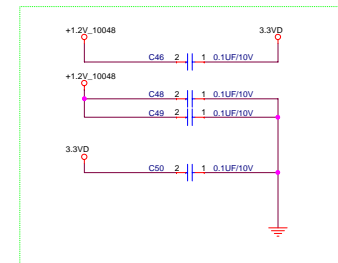 +1.2V_10048 3.3VD
C46 2 1 0.1UF/10V
+1.2V_10048
C48 2 1 0.1UF/10V
C49 2 1 0.1UF/10V
3.3VD
C50 2 1 0.1UF/10V